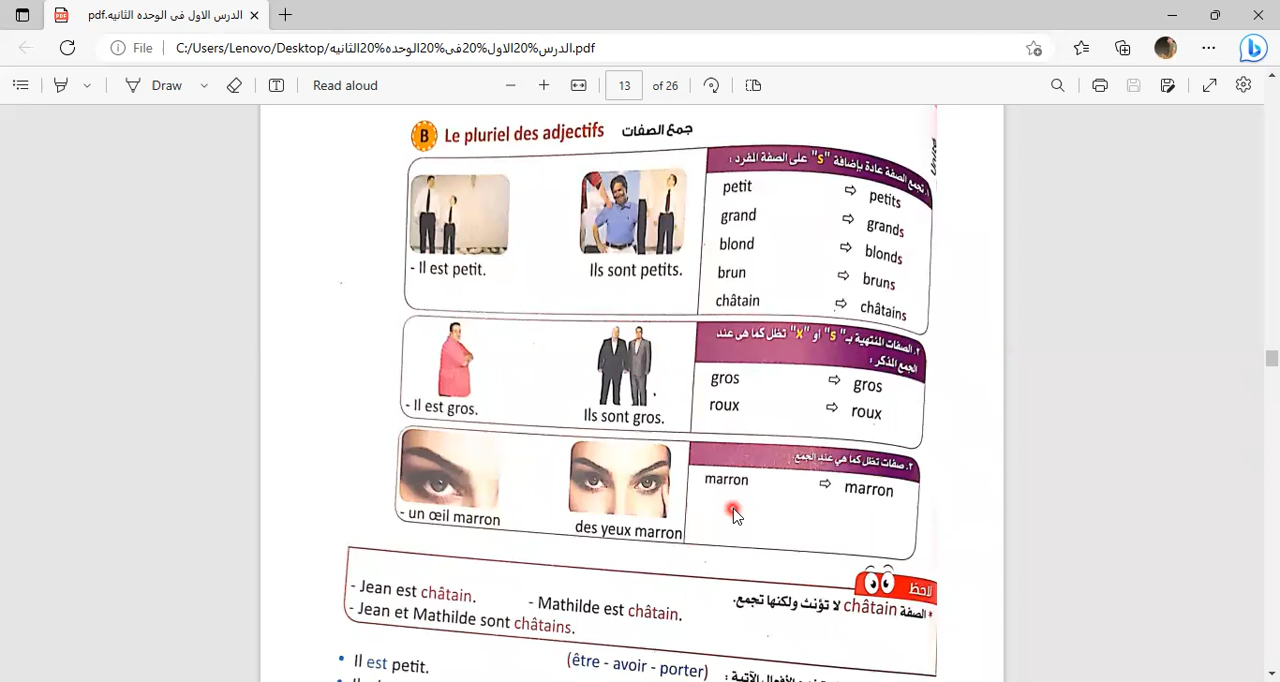 الدرس الاول فى الوحده الثانيه.pdf
File C:/Users/Lenovo/Desktop/الدرس%20الاول%20فى%20الوحده%20الثانيه.pdf
Draw Read aloud 13 of 26
B Le pluriel des adjectifs جمع الصفات
١. تجمع الصفة عادة بإضافة "s" على الصفة المفرد :
petit ⇨ petits
grand ⇨ grands
blond ⇨ blonds
brun ⇨ bruns
châtain ⇨ châtains
- Il est petit. Ils sont petits.
٢. الصفات المنتهية بـ "s" او "x" تظل كما هى عند
الجمع المذكر :
gros ⇨ gros
roux ⇨ roux
- Il est gros. Ils sont gros.
٢. صفات تظل كما هي عند الجمع.
marron ⇨ marron
- un œil marron des yeux marron
لاحظ
* الصفة châtain لا تؤنث ولكنها تجمع.
- Jean est châtain. - Mathilde est châtain.
- Jean et Mathilde sont châtains.
(être - avoir - porter)
• Il est petit.